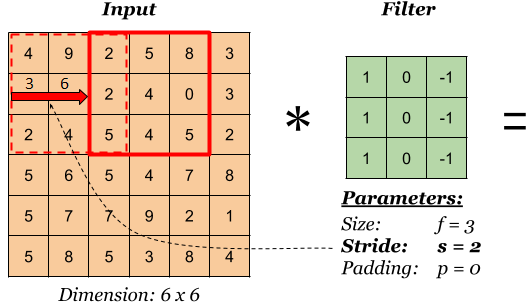 Input
Filter
4 9 2 5 8 3
3 6 2 4 0 3
2 4 5 4 5 2
5 6 5 4 7 8
5 7 7 9 2 1
5 8 5 3 8 4
*
1 0 -1
1 0 -1
1 0 -1
=
Parameters:
Size: f = 3
Stride: s = 2
Padding: p = 0
Dimension: 6 x 6